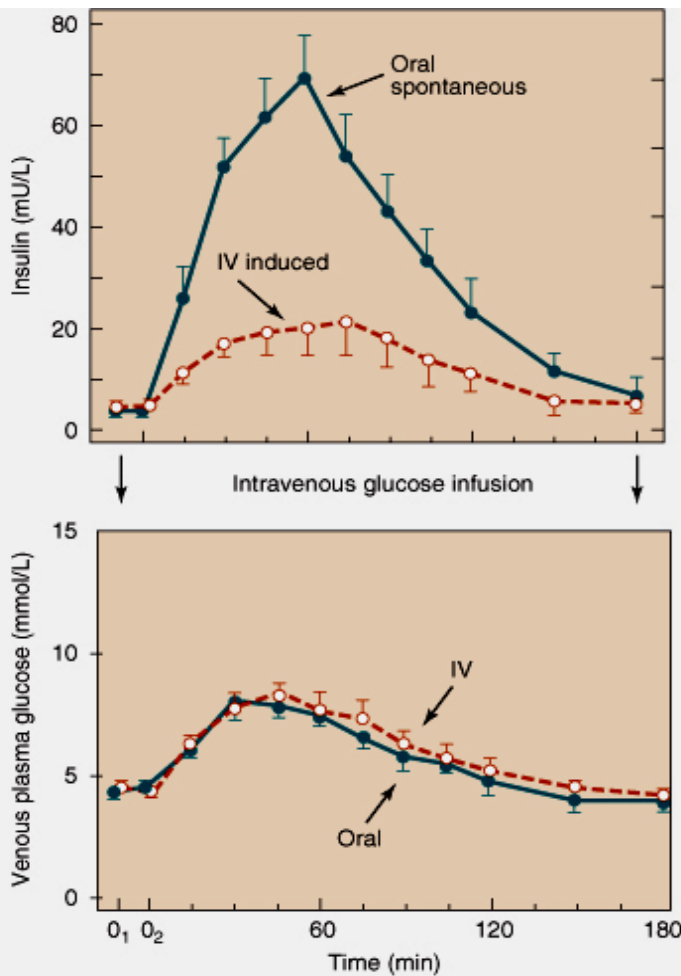 80
Oral
spontaneous
60
Insulin (mU/L)
40
IV induced
20
0
Intravenous glucose infusion
15
Venous plasma glucose (mmol/L)
10
IV
5
Oral
0
0₁ 0₂ 60 120 180
Time (min)